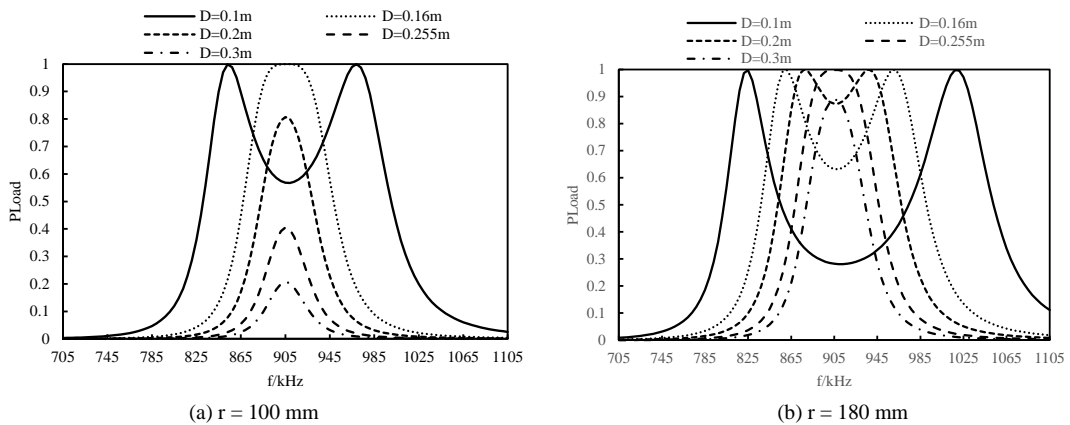 D=0.1m D=0.16m
D=0.2m D=0.255m
D=0.3m
1
0.9
0.8
0.7
0.6
0.5
0.4
0.3
0.2
0.1
0
PLoad
705 745 785 825 865 905 945 985 1025 1065 1105
f/kHz
(a) r = 100 mm
D=0.1m D=0.16m
D=0.2m D=0.255m
D=0.3m
1
0.9
0.8
0.7
0.6
0.5
0.4
0.3
0.2
0.1
0
PLoad
705 745 785 825 865 905 945 985 1025 1065 1105
f/kHz
(b) r = 180 mm